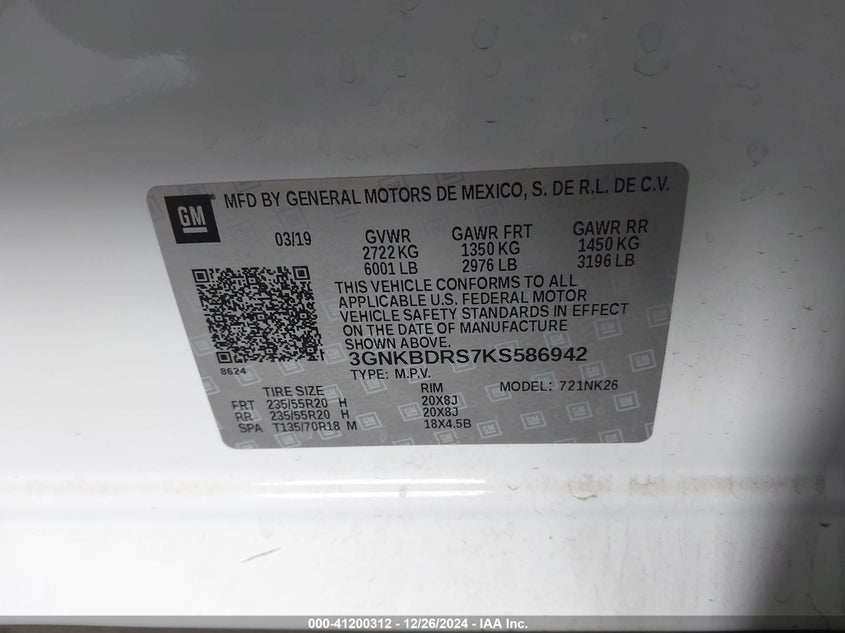 GM
MFD BY GENERAL MOTORS DE MEXICO, S. DE R.L. DE C.V.
03/19 GVWR GAWR FRT GAWR RR
2722 KG 1350 KG 1450 KG
6001 LB 2976 LB 3196 LB
THIS VEHICLE CONFORMS TO ALL
APPLICABLE U.S. FEDERAL MOTOR
VEHICLE SAFETY STANDARDS IN EFFECT
ON THE DATE OF MANUFACTURE
SHOWN ABOVE.
3GNKBDRS7KS586942
8624
TYPE: M.P.V.
TIRE SIZE RIM MODEL: 721NK26
FRT 235/55R20 H 20X8J
RR 235/55R20 H 20X8J
SPA T135/70R18 M 18X4.5B
000-41200312 - 12/26/2024 - IAA Inc.